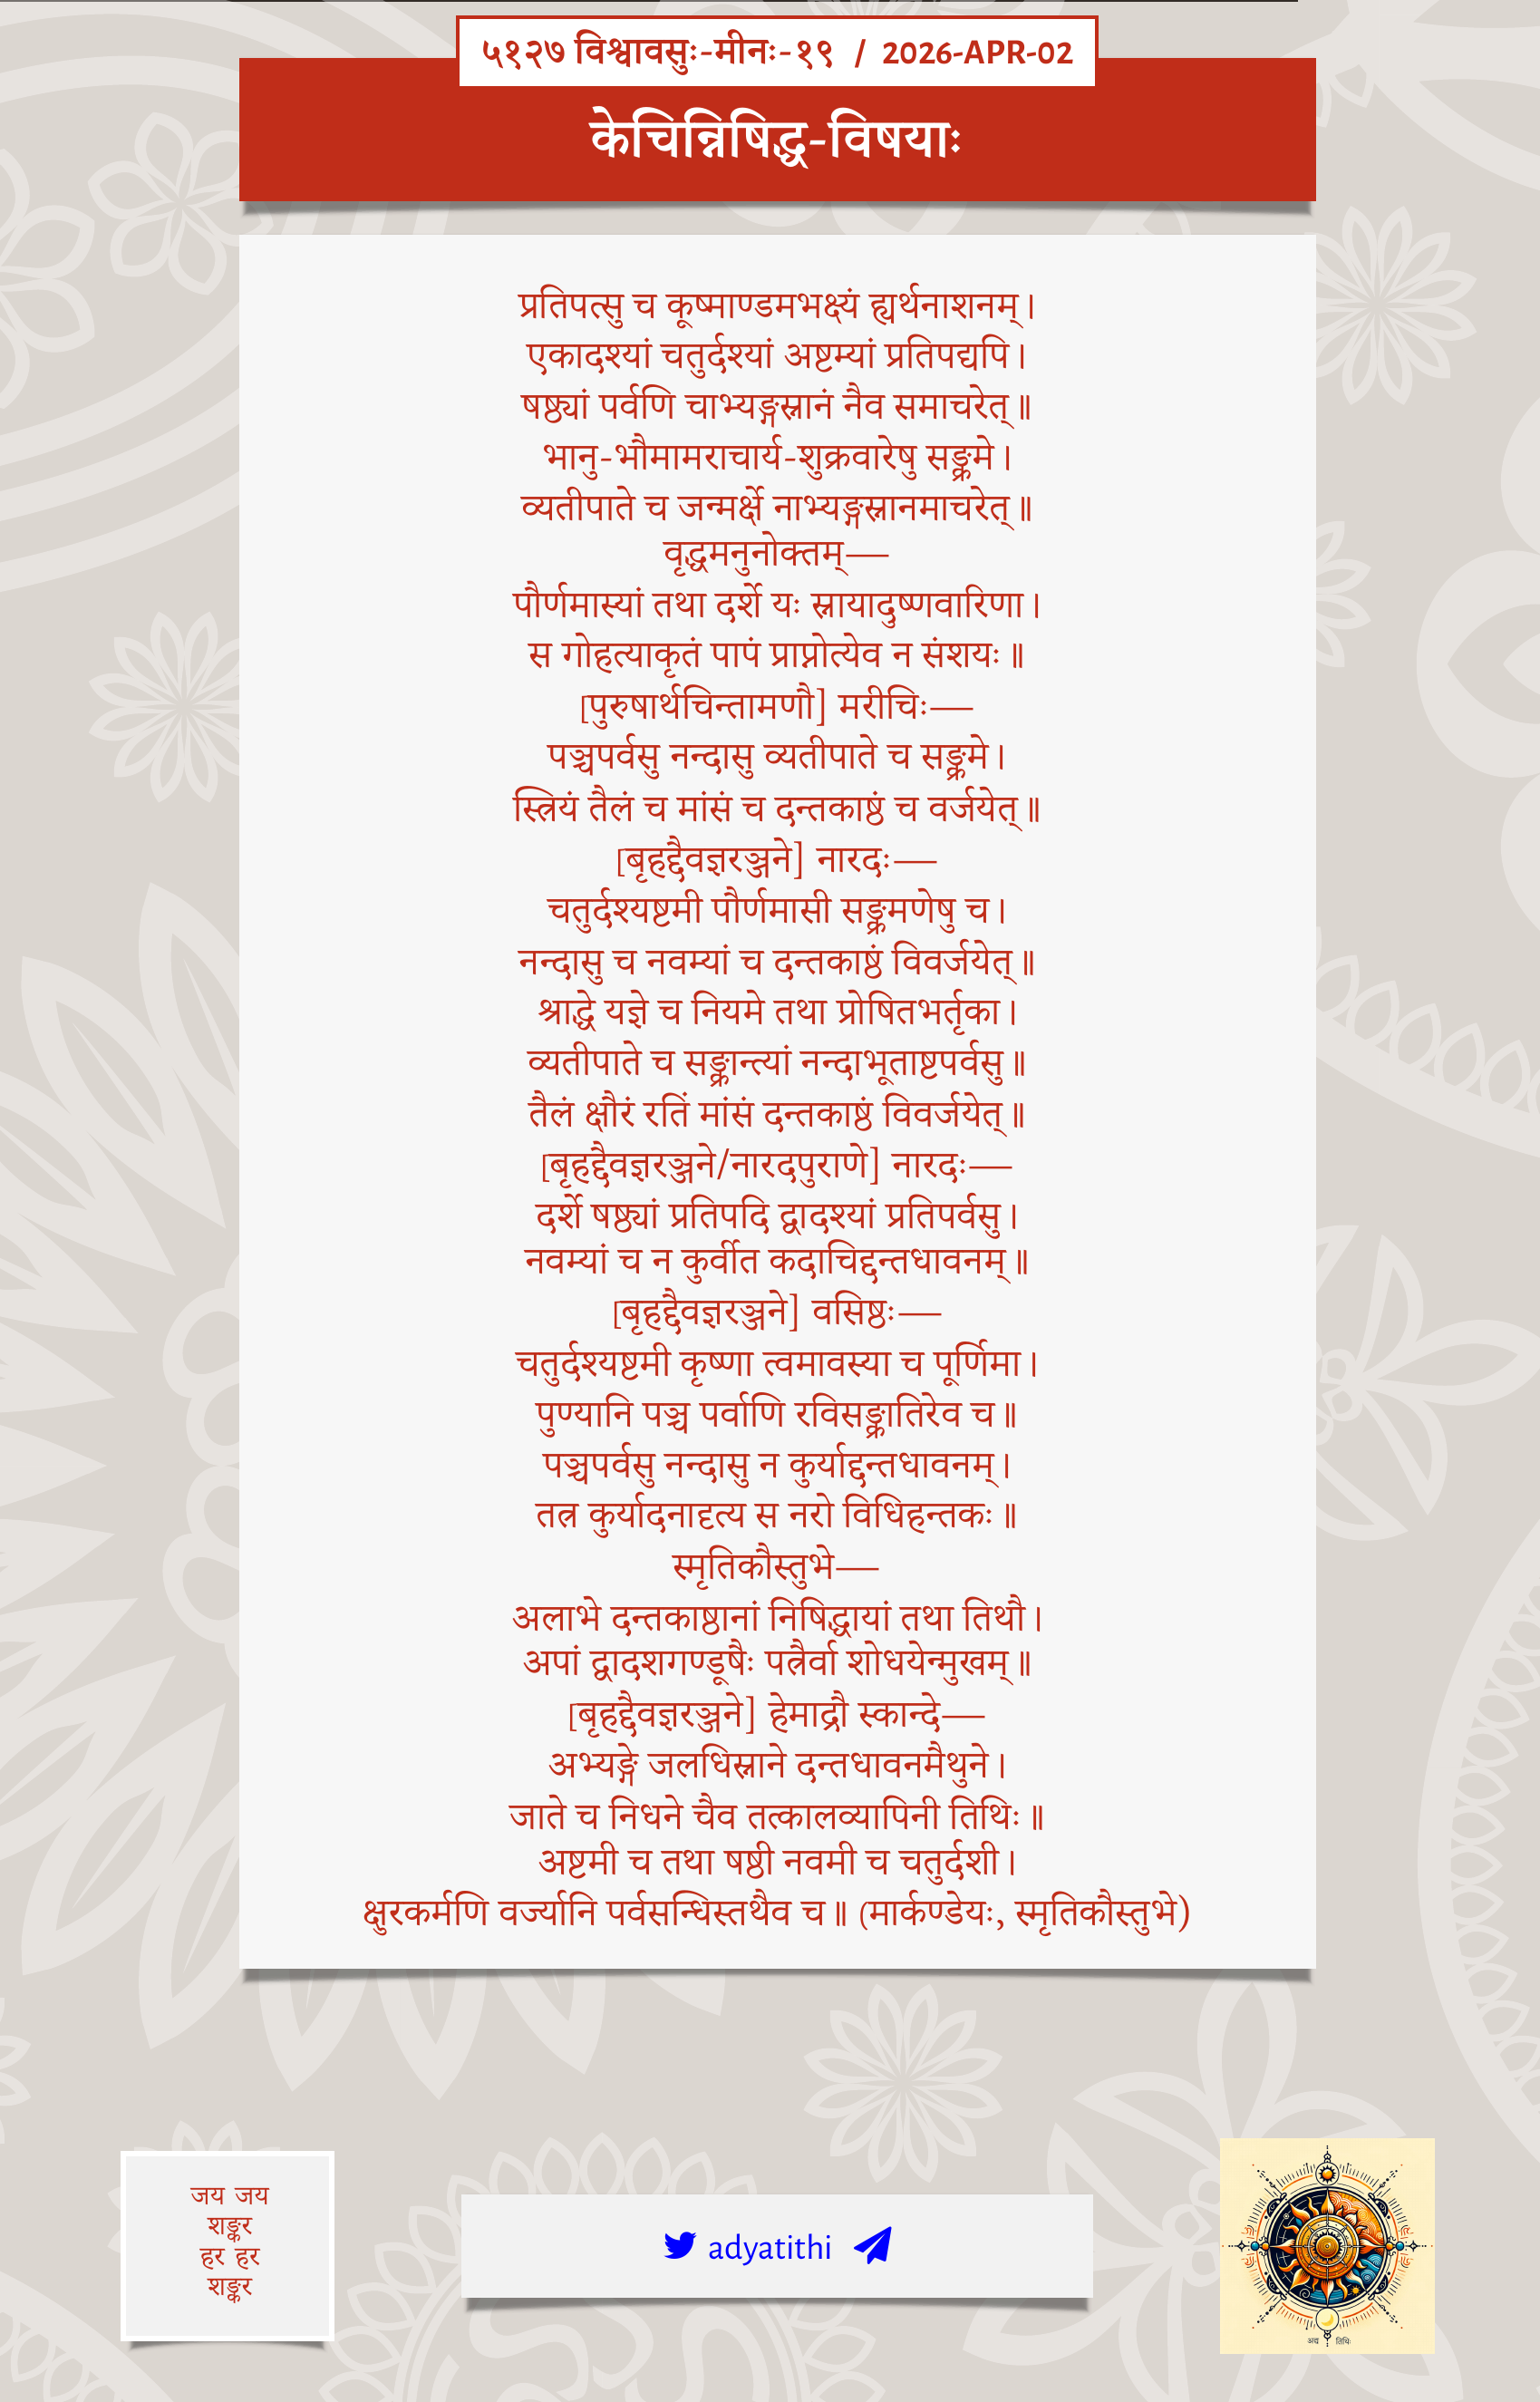 ५१२७ विश्वावसुः-मीनः-१९ / 2026-APR-02
केचिन्निषिद्ध-विषयाः
प्रतिपत्सु च कूष्माण्डमभक्ष्यं ह्यर्थनाशनम्।
एकादश्यां चतुर्दश्यां अष्टम्यां प्रतिपद्यपि।
षष्ठ्यां पर्वणि चाभ्यङ्गस्नानं नैव समाचरेत्॥
भानु-भौमामराचार्य-शुक्रवारेषु सङ्क्रमे।
व्यतीपाते च जन्मर्क्षे नाभ्यङ्गस्नानमाचरेत्॥
वृद्धमनुनोक्तम्—
पौर्णमास्यां तथा दर्शे यः स्नायादुष्णवारिणा।
स गोहत्याकृतं पापं प्राप्नोत्येव न संशयः॥
[पुरुषार्थचिन्तामणौ] मरीचिः—
पञ्चपर्वसु नन्दासु व्यतीपाते च सङ्क्रमे।
स्त्रियं तैलं च मांसं च दन्तकाष्ठं च वर्जयेत्॥
[बृहद्दैवज्ञरञ्जने] नारदः—
चतुर्दश्यष्टमी पौर्णमासी सङ्क्रमणेषु च।
नन्दासु च नवम्यां च दन्तकाष्ठं विवर्जयेत्॥
श्राद्धे यज्ञे च नियमे तथा प्रोषितभर्तृका।
व्यतीपाते च सङ्क्रान्त्यां नन्दाभूताष्टपर्वसु॥
तैलं क्षौरं रतिं मांसं दन्तकाष्ठं विवर्जयेत्॥
[बृहद्दैवज्ञरञ्जने/नारदपुराणे] नारदः—
दर्शे षष्ठ्यां प्रतिपदि द्वादश्यां प्रतिपर्वसु।
नवम्यां च न कुर्वीत कदाचिद्दन्तधावनम्॥
[बृहद्दैवज्ञरञ्जने] वसिष्ठः—
चतुर्दश्यष्टमी कृष्णा त्वमावस्या च पूर्णिमा।
पुण्यानि पञ्च पर्वाणि रविसङ्क्रातिरेव च॥
पञ्चपर्वसु नन्दासु न कुर्याद्दन्तधावनम्।
तत्र कुर्यादनादृत्य स नरो विधिहन्तकः॥
स्मृतिकौस्तुभे—
अलाभे दन्तकाष्ठानां निषिद्धायां तथा तिथौ।
अपां द्वादशगण्डूषैः पत्रैर्वा शोधयेन्मुखम्॥
[बृहद्दैवज्ञरञ्जने] हेमाद्रौ स्कान्दे—
अभ्यङ्गे जलधिस्नाने दन्तधावनमैथुने।
जाते च निधने चैव तत्कालव्यापिनी तिथिः॥
अष्टमी च तथा षष्ठी नवमी च चतुर्दशी।
क्षुरकर्मणि वर्ज्यानि पर्वसन्धिस्तथैव च॥ (मार्कण्डेयः, स्मृतिकौस्तुभे)
जय जय
शङ्कर
हर हर
शङ्कर
adyatithi
अद्य तिथिः